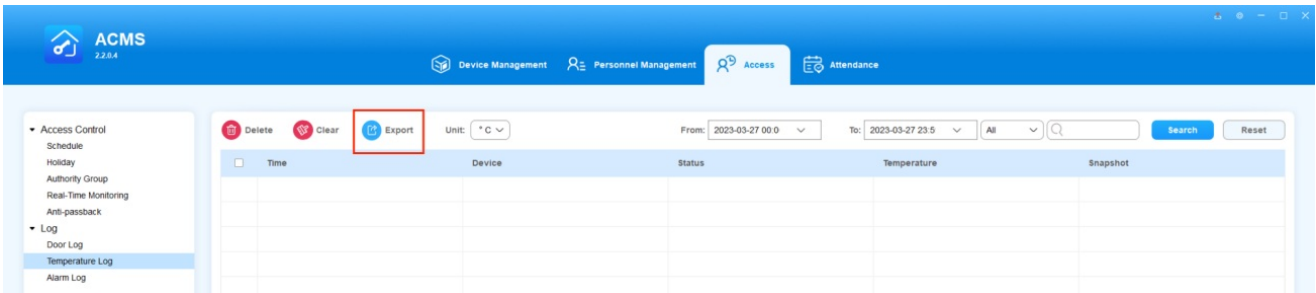 ACMS
2.2.0.4
Device Management Personnel Management Access Attendance
Access Control
Schedule
Holiday
Authority Group
Real-Time Monitoring
Anti-passback
Log
Door Log
Temperature Log
Alarm Log
Delete Clear Export Unit: ° C From: 2023-03-27 00:0 To: 2023-03-27 23:5 All Search Reset
Time Device Status Temperature Snapshot